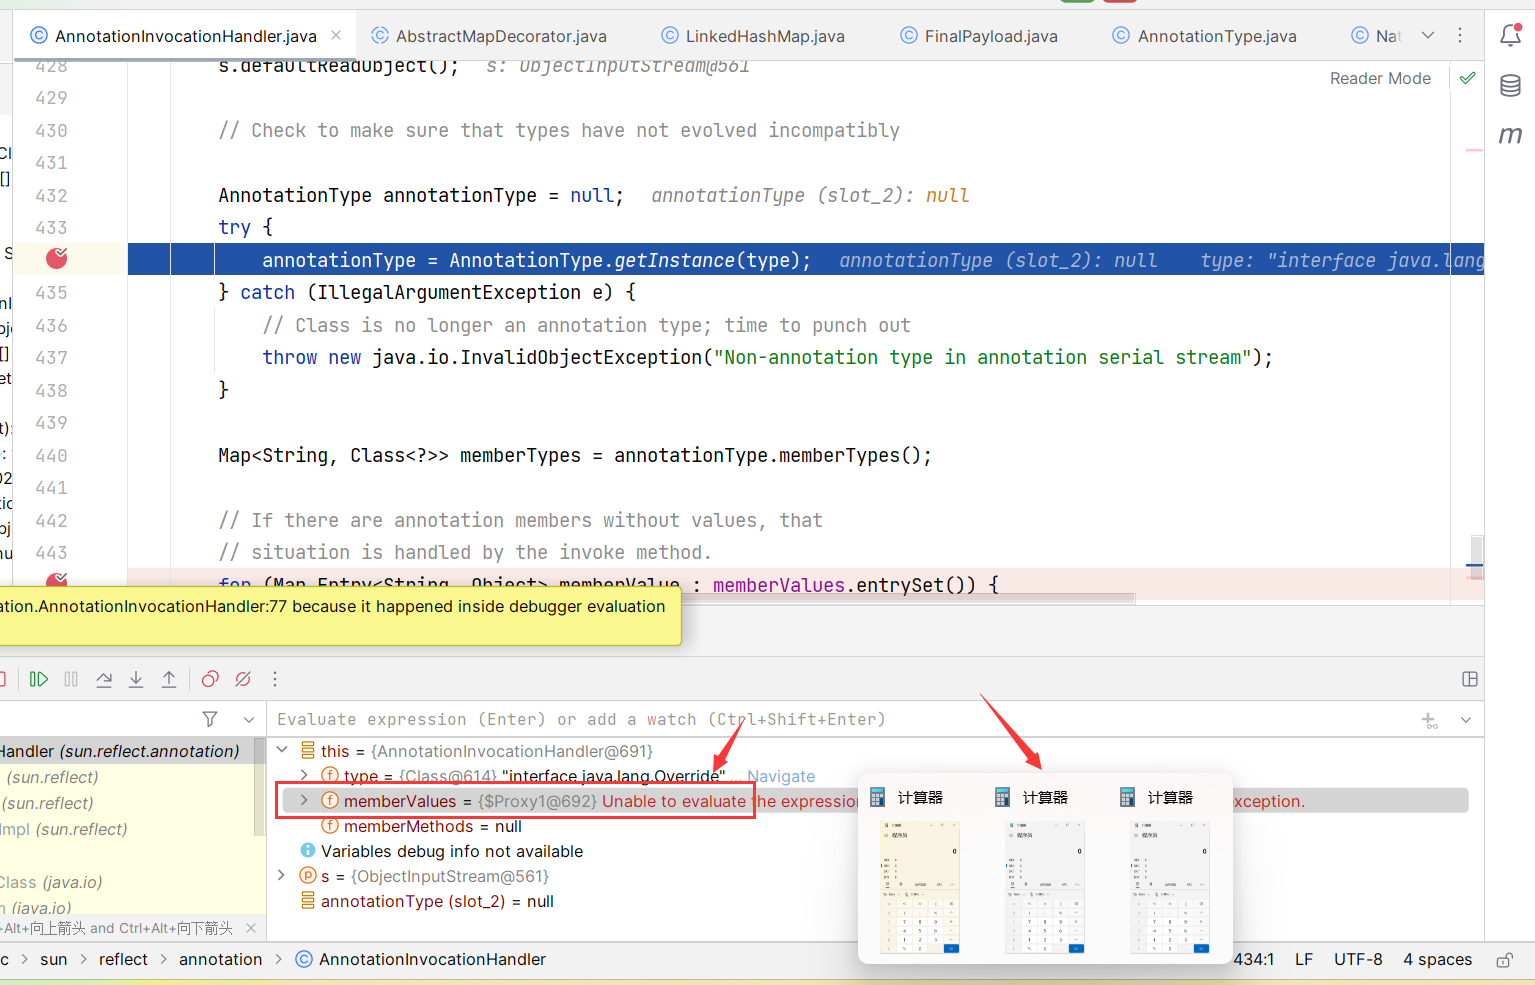 AnnotationInvocationHandler.java AbstractMapDecorator.java LinkedHashMap.java FinalPayload.java AnnotationType.java Nat
428 s.defaultReadObject(); s: ObjectInputStream@561
Reader Mode
429
430 // Check to make sure that types have not evolved incompatibly
431
432 AnnotationType annotationType = null; annotationType (slot_2): null
433 try {
annotationType = AnnotationType.getInstance(type); annotationType (slot_2): null type: "interface java.lang
435 } catch (IllegalArgumentException e) {
436 // Class is no longer an annotation type; time to punch out
437 throw new java.io.InvalidObjectException("Non-annotation type in annotation serial stream");
438 }
439
440 Map<String, Class<?>> memberTypes = annotationType.memberTypes();
441
442 // If there are annotation members without values, that
443 // situation is handled by the invoke method.
for (Map.Entry<String, Object> memberValue : memberValues.entrySet()) {
ation.AnnotationInvocationHandler:77 because it happened inside debugger evaluation
Evaluate expression (Enter) or add a watch (Ctrl+Shift+Enter)
Handler (sun.reflect.annotation)
(sun.reflect)
(sun.reflect)
Impl (sun.reflect)
Class (java.io)
m (java.io)
+Alt+向上箭头 and Ctrl+Alt+向下箭头
this = {AnnotationInvocationHandler@691}
type = {Class@614} "interface java.lang.Override" ... Navigate
memberValues = {$Proxy1@692} Unable to evaluate the expression xception.
memberMethods = null
Variables debug info not available
s = {ObjectInputStream@561}
annotationType (slot_2) = null
计算器 计算器 计算器
c > sun > reflect > annotation > AnnotationInvocationHandler
434:1 LF UTF-8 4 spaces